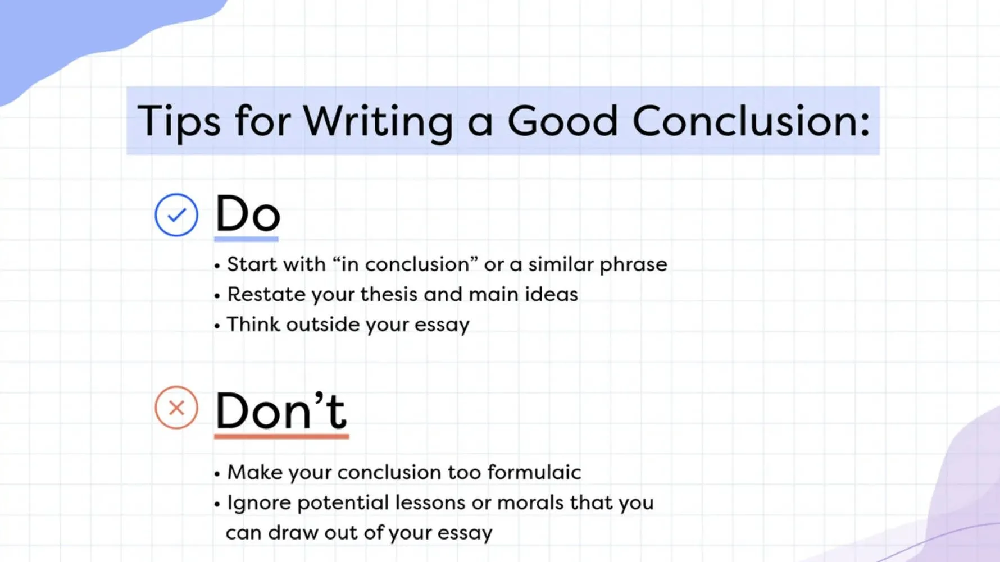 Tips for Writing a Good Conclusion:
Do
• Start with “in conclusion” or a similar phrase
• Restate your thesis and main ideas
• Think outside your essay
Don’t
• Make your conclusion too formulaic
• Ignore potential lessons or morals that you
can draw out of your essay